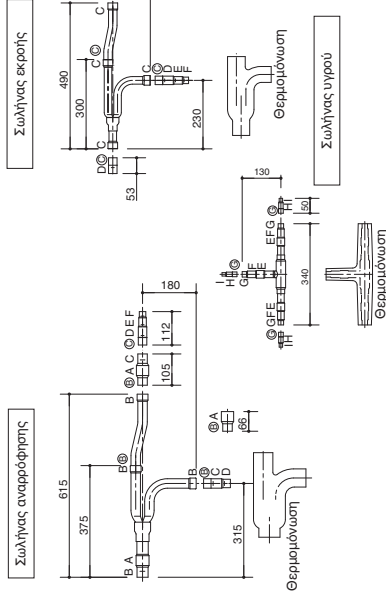 Σωλήνας αναρρόφησης
615
375
B A
B Ⓑ
B
Ⓑ A C
Ⓒ D E F
105
112
180
B
Ⓑ C D
Ⓑ A
66
315
Θερμομόνωση
Σωλήνας εκροής
490
300
C Ⓒ
C
D Ⓒ C
53
C Ⓒ D E F
230
Θερμομόνωση
Σωλήνας υγρού
130
I H Ⓖ
G F E
Ⓖ G F E
I H
E F G Ⓖ
H I
340
50
Θερμομόνωση